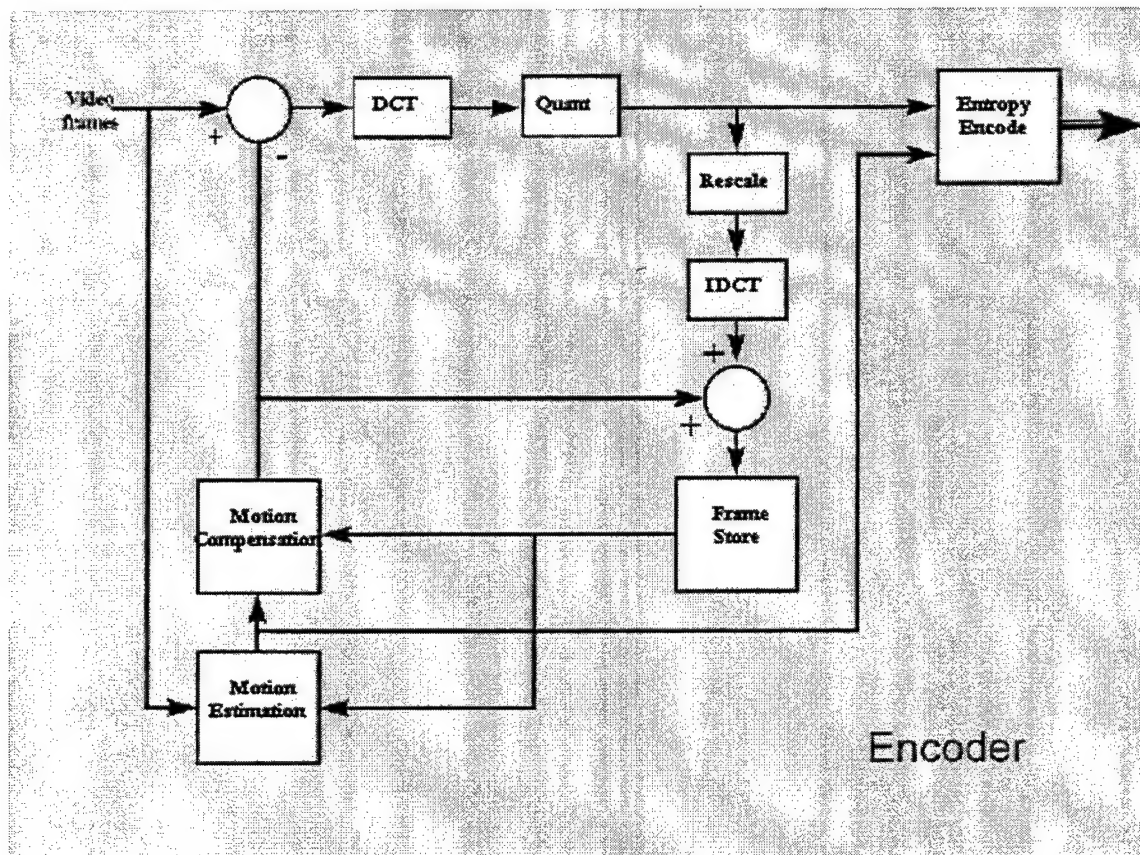 Video
frames
+
-
DCT
Quant
Entropy
Encode
Rescale
IDCT
+
+
Motion
Compensation
Frame
Store
Motion
Estimation
Encoder